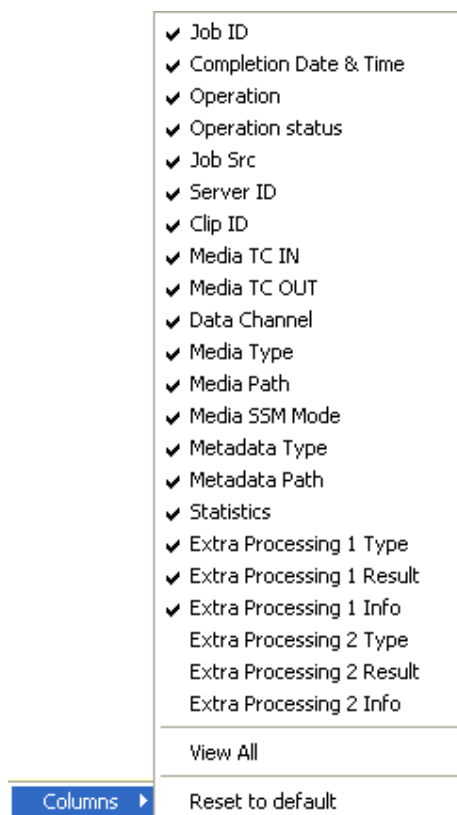 Job ID
Completion Date & Time
Operation
Operation status
Job Src
Server ID
Clip ID
Media TC IN
Media TC OUT
Data Channel
Media Type
Media Path
Media SSM Mode
Metadata Type
Metadata Path
Statistics
Extra Processing 1 Type
Extra Processing 1 Result
Extra Processing 1 Info
Extra Processing 2 Type
Extra Processing 2 Result
Extra Processing 2 Info
View All
Columns
Reset to default